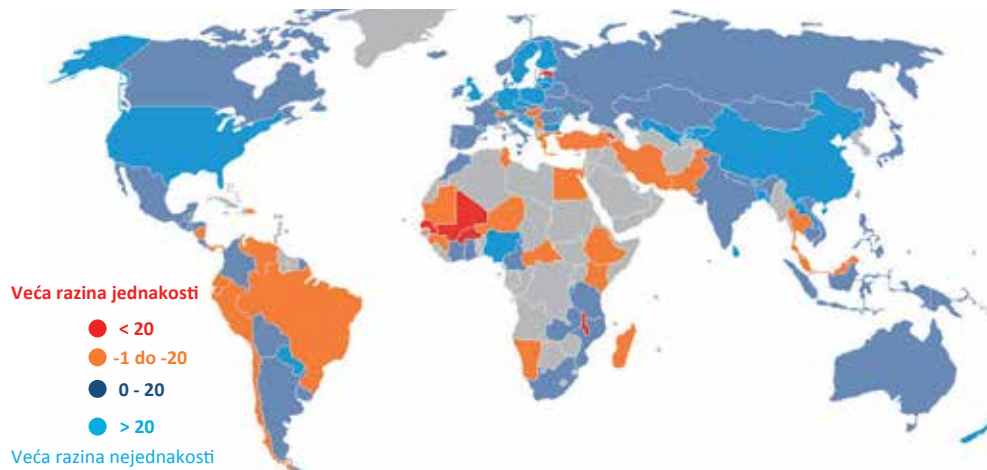 Veća razina jednakosti
< 20
-1 do -20
0 - 20
> 20
Veća razina nejednakosti